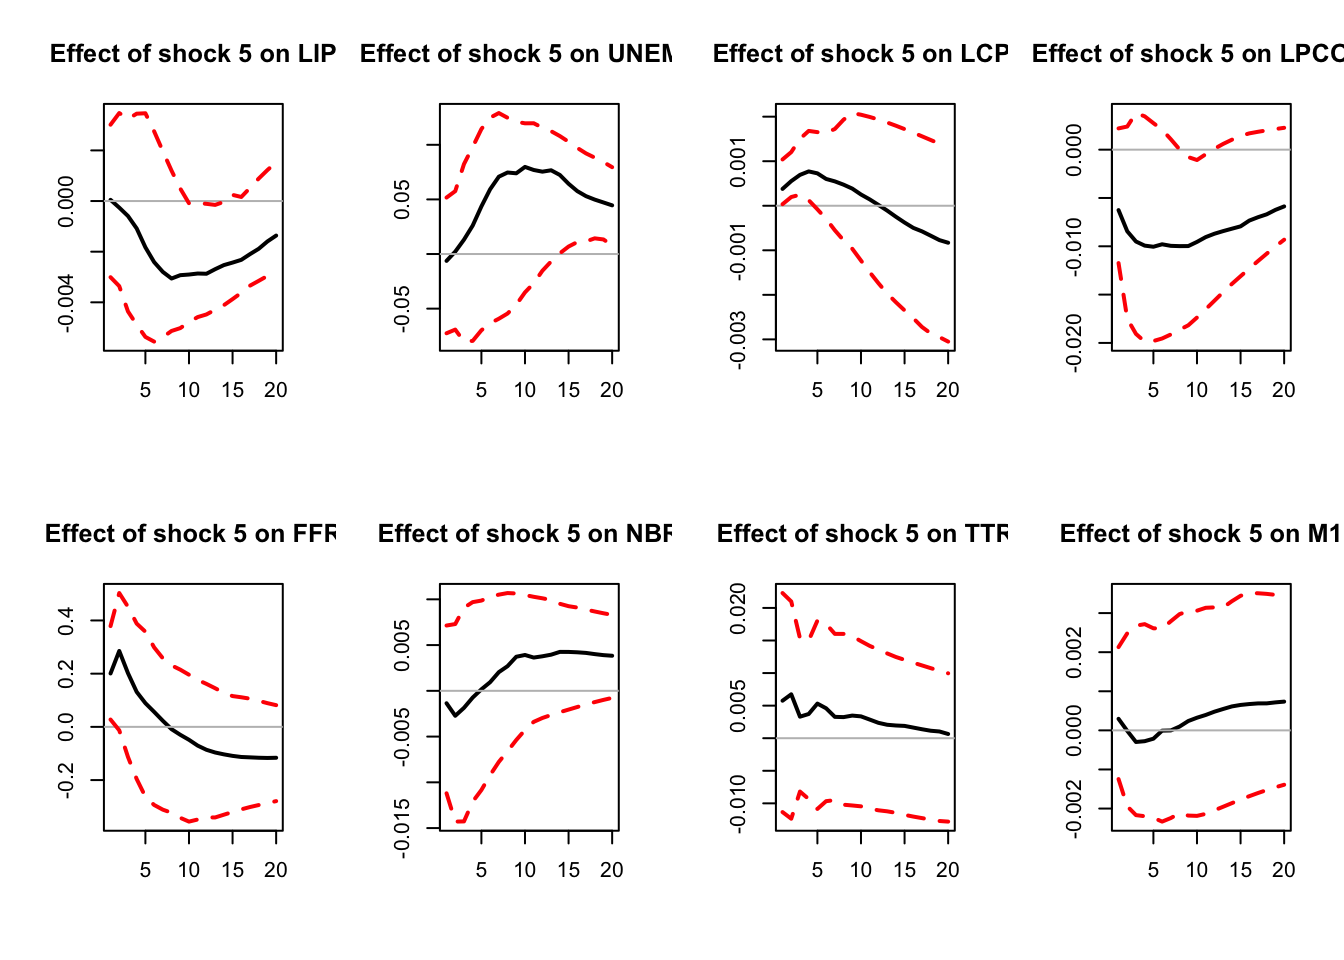 Effect of shock 5 on LIP
Effect of shock 5 on UNEM
Effect of shock 5 on LCP
Effect of shock 5 on LPCO
0.000
-0.004
5 10 15 20
0.05
-0.05
5 10 15 20
0.001
-0.001
-0.003
5 10 15 20
0.000
-0.010
-0.020
5 10 15 20
Effect of shock 5 on FFR
Effect of shock 5 on NBR
Effect of shock 5 on TTR
Effect of shock 5 on M1
0.4
0.2
0.0
-0.2
5 10 15 20
0.005
-0.005
-0.015
5 10 15 20
0.020
0.005
-0.010
5 10 15 20
0.002
0.000
-0.002
5 10 15 20